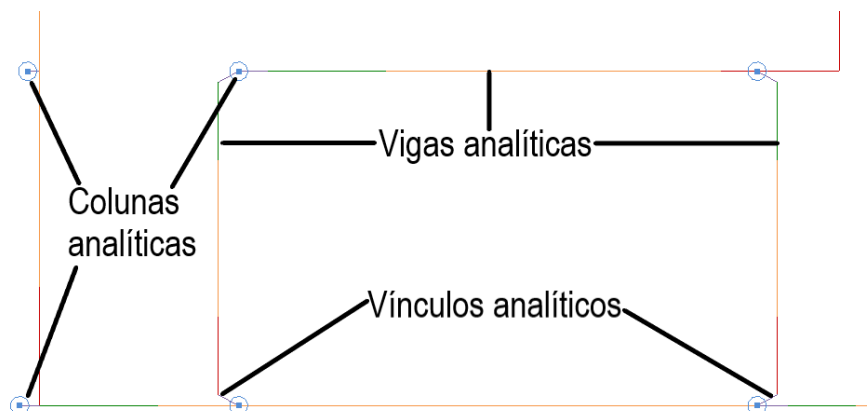 Vigas analíticas
Colunas
analíticas
Vínculos analíticos